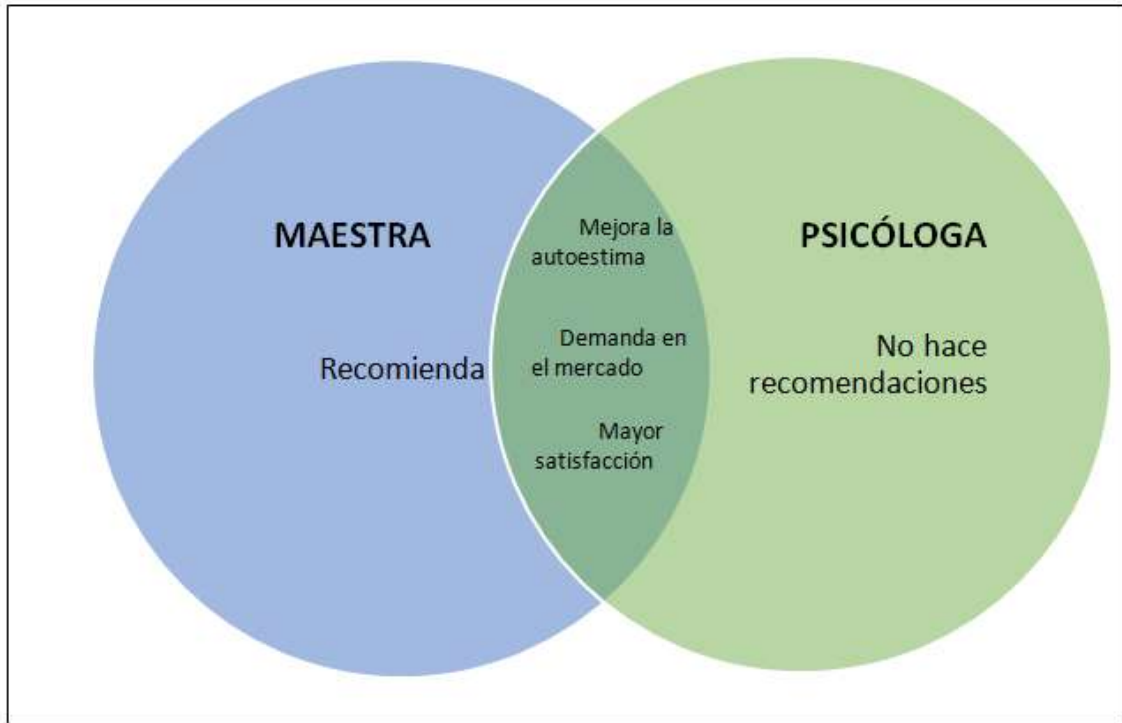 MAESTRA
Recomienda
Mejora la
autoestima
Demanda en
el mercado
Mayor
satisfacción
PSICÓLOGA
No hace
recomendaciones